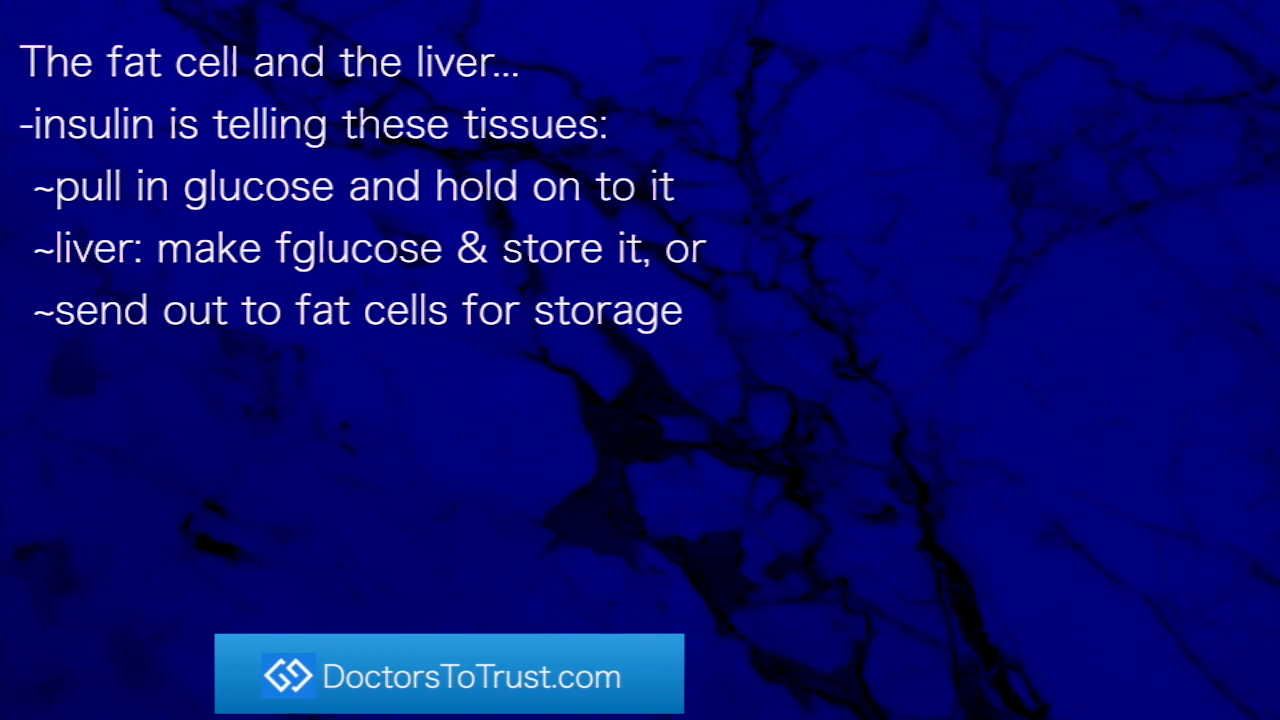 The fat cell and the liver...
-insulin is telling these tissues:
~pull in glucose and hold on to it
~liver: make fglucose & store it, or
~send out to fat cells for storage
DoctorsToTrust.com